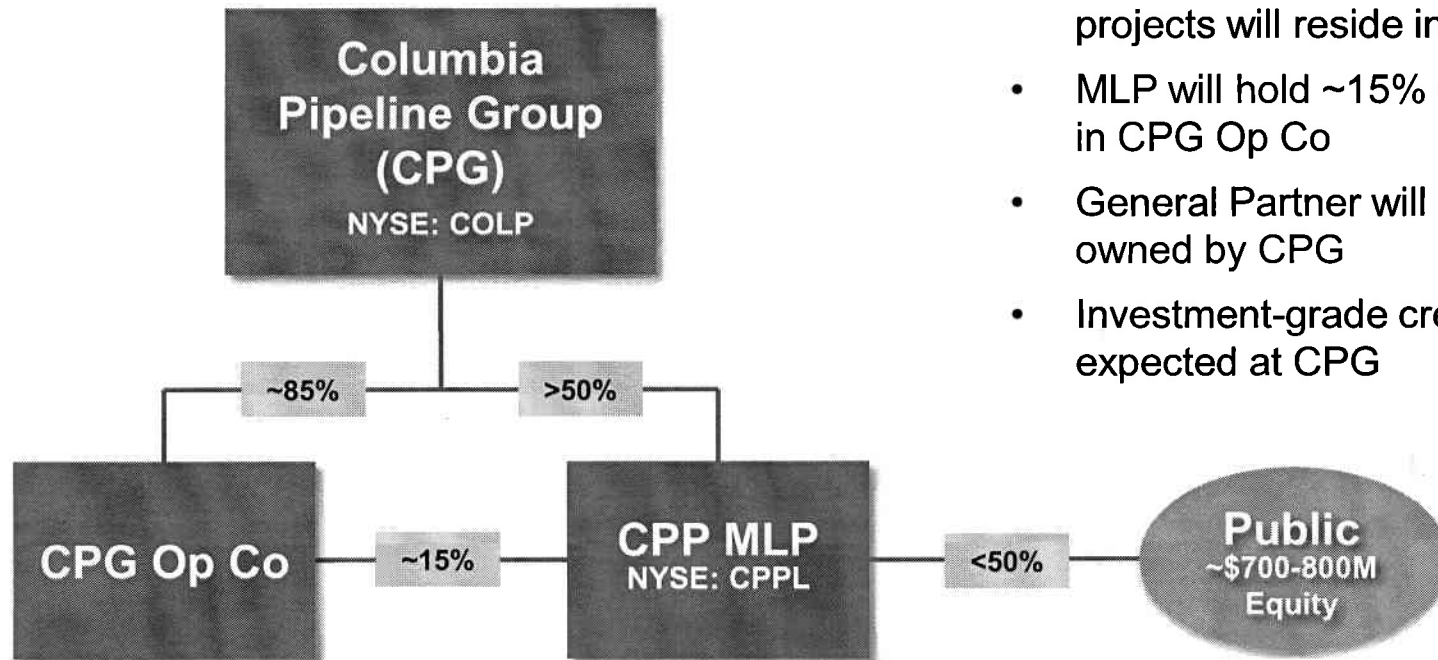 Columbia
Pipeline Group
(CPG)
NYSE: COLP
~85%
>50%
CPG Op Co
~15%
CPP MLP
NYSE: CPPL
<50%
Public
~$700-800M
Equity
projects will reside in
• MLP will hold ~15%
in CPG Op Co
• General Partner will
owned by CPG
• Investment-grade cre
expected at CPG